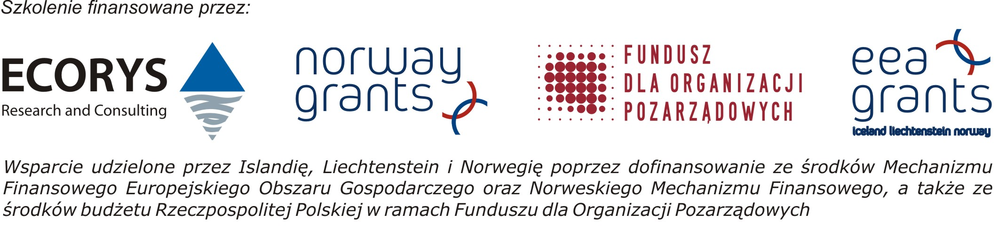 Szkolenie finansowane przez:
ECORYS
Research and Consulting
norway
grants
FUNDUSZ
DLA ORGANIZACJI
POZARZĄDOWYCH
eea
grants
iceland liechtenstein norway
Wsparcie udzielone przez Islandię, Liechtenstein i Norwegię poprzez dofinansowanie ze środków Mechanizmu
Finansowego Europejskiego Obszaru Gospodarczego oraz Norweskiego Mechanizmu Finansowego, a także ze
środków budżetu Rzeczpospolitej Polskiej w ramach Funduszu dla Organizacji Pozarządowych